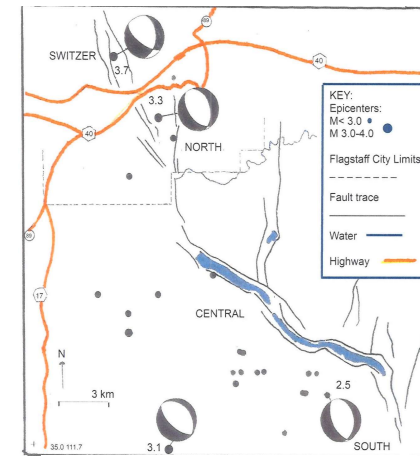 89
SWITZER
3.7
40
3.3
40
NORTH
KEY:
Epicenters:
M< 3.0
M 3.0-4.0
Flagstaff City Limits
Fault trace
Water
Highway
89
17
CENTRAL
N
3 km
2.5
3.1
SOUTH
35.0 111.7